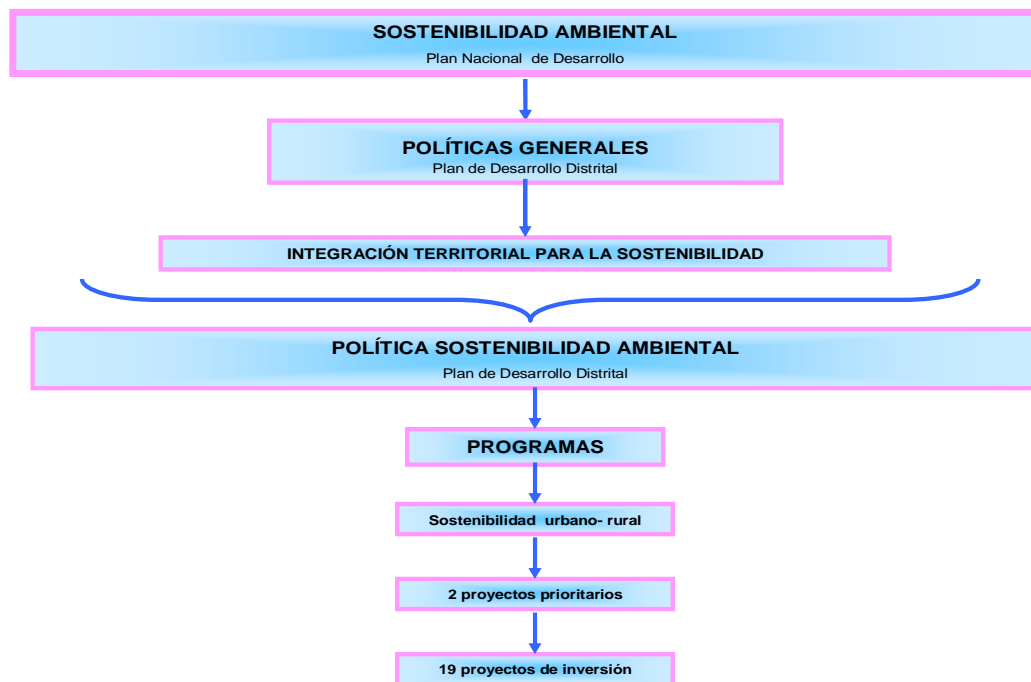 SOSTENIBILIDAD AMBIENTAL
Plan Nacional de Desarrollo
POLÍTICAS GENERALES
Plan de Desarrollo Distrital
INTEGRACIÓN TERRITORIAL PARA LA SOSTENIBILIDAD
POLÍTICA SOSTENIBILIDAD AMBIENTAL
Plan de Desarrollo Distrital
PROGRAMAS
Sostenibilidad urbano- rural
2 proyectos prioritarios
19 proyectos de inversión